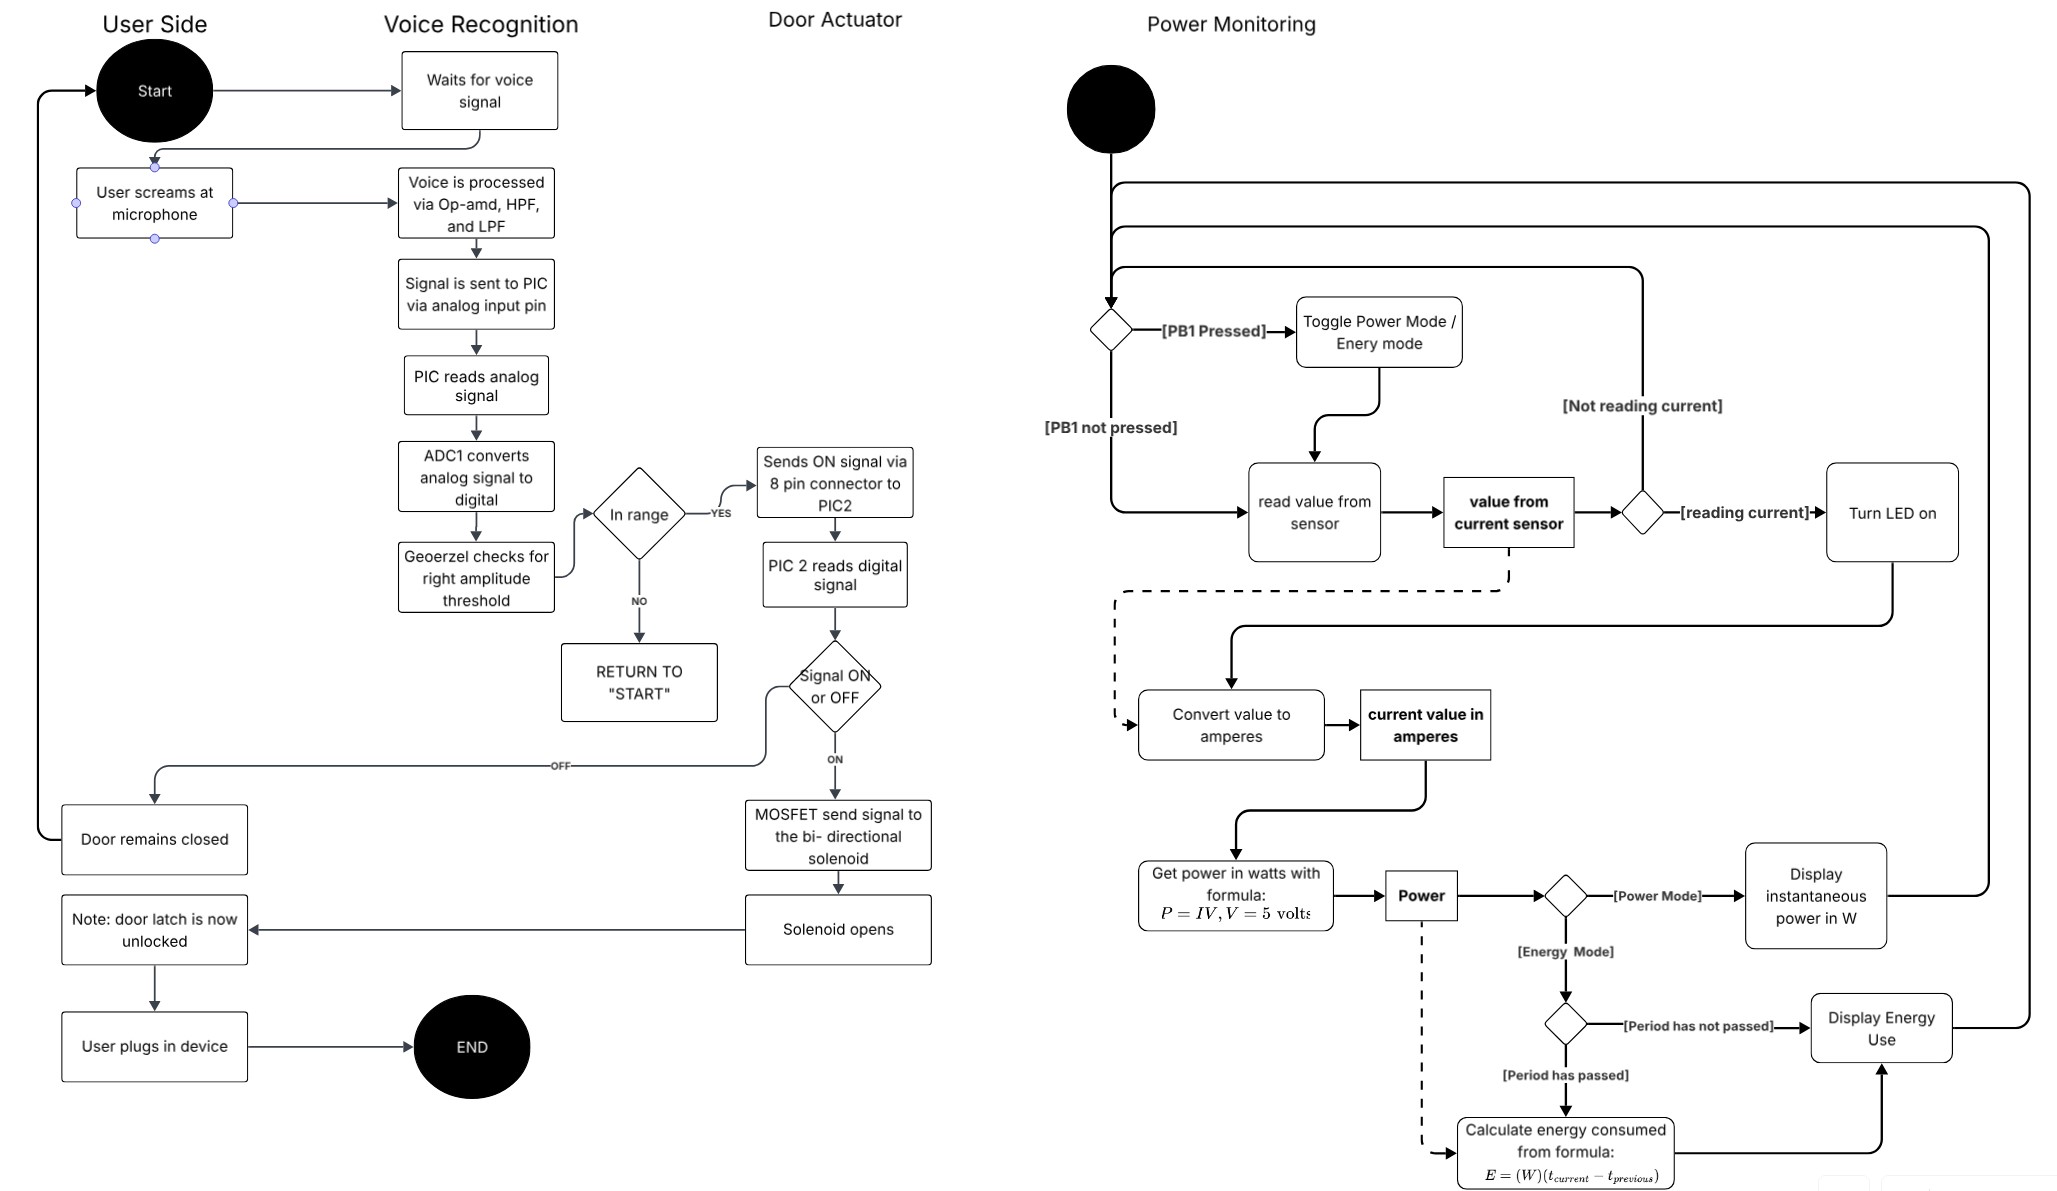 User Side
Voice Recognition
Door Actuator
Power Monitoring
Start
Waits for voice
signal
User screams at
microphone
Voice is processed
via Op-amd, HPF,
and LPF
Signal is sent to PIC
via analog input pin
PIC reads analog
signal
ADC1 converts
analog signal to
digital
Geoerzel checks for
right amplitude
threshold
In range
YES
NO
RETURN TO
"START"
Sends ON signal via
8 pin connector to
PIC2
PIC 2 reads digital
signal
Signal ON
or OFF
OFF
ON
Door remains closed
MOSFET send signal to
the bi- directional
solenoid
Solenoid opens
Note: door latch is now
unlocked
User plugs in device
END
[PB1 Pressed]
Toggle Power Mode /
Enery mode
[PB1 not pressed]
[Not reading current]
read value from
sensor
value from
current sensor
[reading current]
Turn LED on
Convert value to
amperes
current value in
amperes
Get power in watts with
formula:
P = IV, V = 5 volts
Power
[Power Mode]
Display
instantaneous
power in W
[Energy Mode]
[Period has not passed]
Display Energy
Use
[Period has passed]
Calculate energy consumed
from formula:
E = (W)(t_current − t_previous)